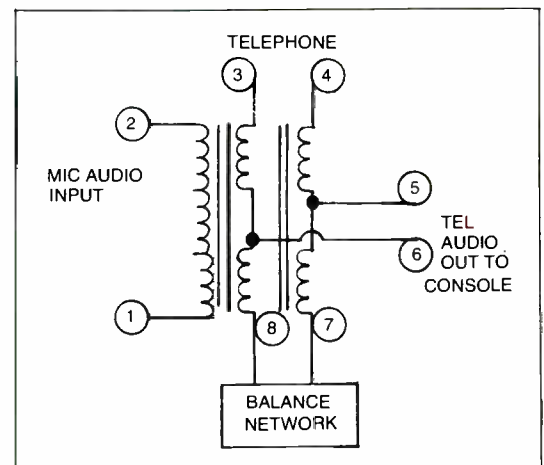 TELEPHONE
3
4
2
MIC AUDIO
INPUT
5
TEL
AUDIO
6
OUT TO
CONSOLE
1
8
7
BALANCE
NETWORK